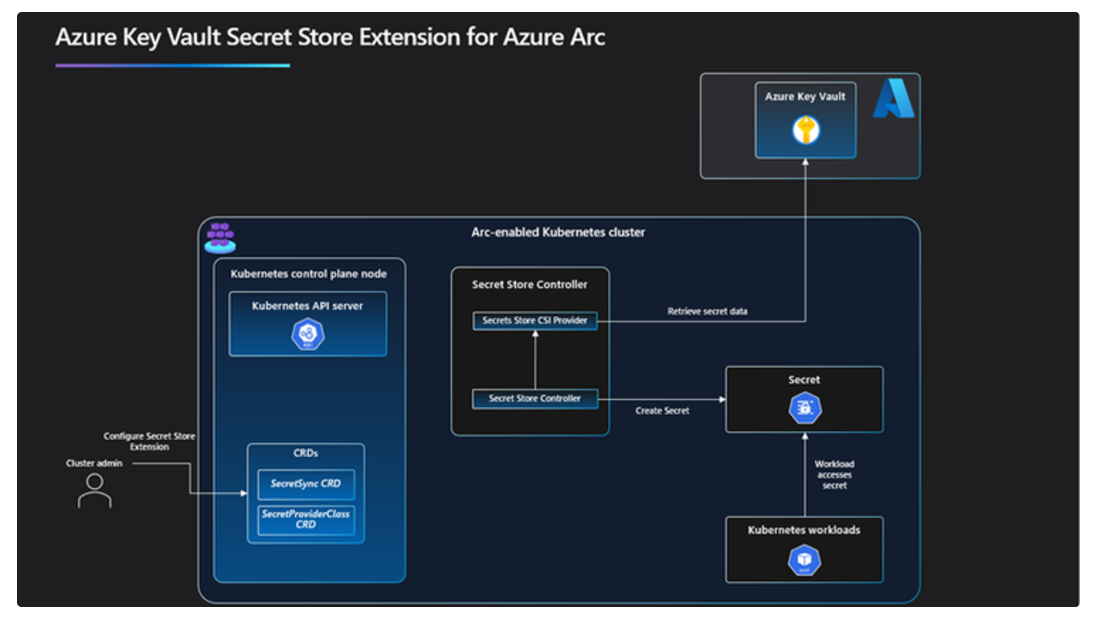 Azure Key Vault Secret Store Extension for Azure Arc
Azure Key Vault
Arc-enabled Kubernetes cluster
Kubernetes control plane node
Kubernetes API server
Secret Store Controller
Secrets Store CSI Provider
Retrieve secret data
Secret Store Controller
Create Secret
Secret
Configure Secret Store
Extension
Cluster admin
CRDs
SecretSync CRD
SecretProviderClass
CRD
Workload
accesses
secret
Kubernetes workloads